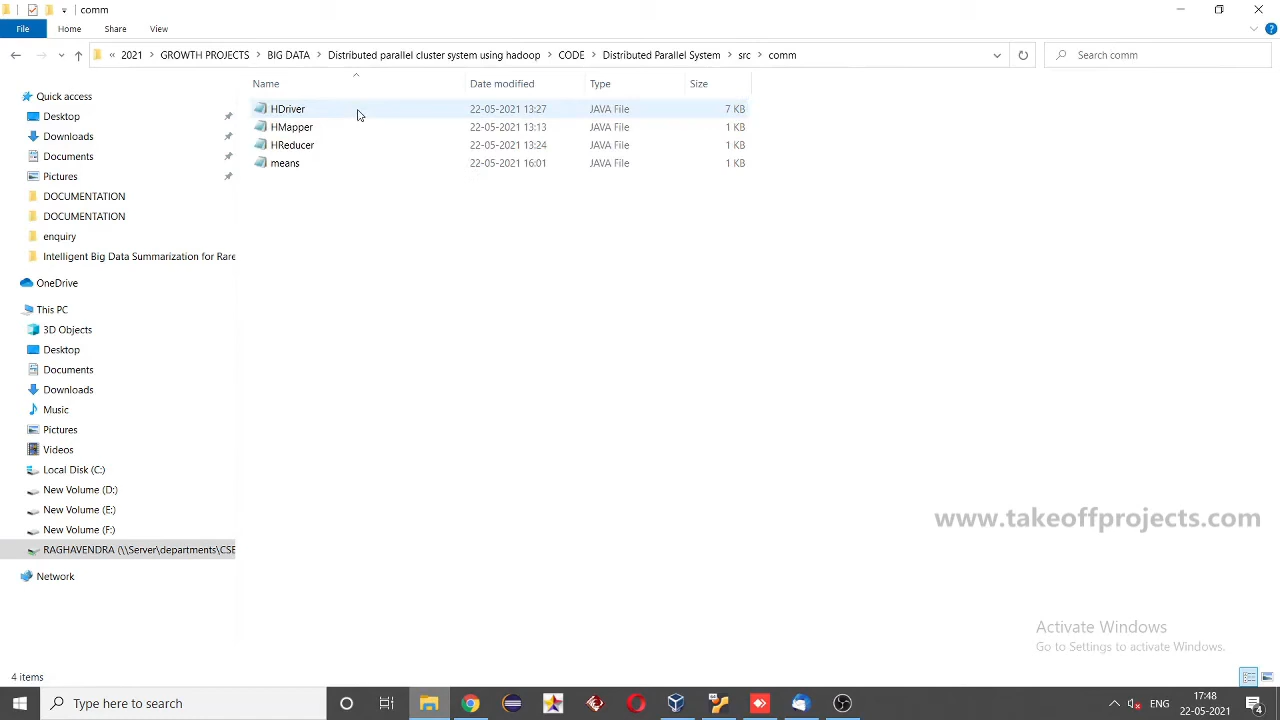 comm
File Home Share View
« 2021 > GROWTH PROJECTS > BIG DATA > Distributed parallel cluster system using hadoop > CODE > Distributed Parallel System > src > comm
Search comm
Name Date modified Type Size
HDriver 22-05-2021 13:27 JAVA File 7 KB
HMapper 22-05-2021 13:13 JAVA File 1 KB
HReducer 22-05-2021 13:24 JAVA File 1 KB
means 22-05-2021 16:01 JAVA File 1 KB
Quick access
Desktop
Downloads
Documents
Pictures
DOCUMENTATION
DOCUMENTATION
enquiry
Intelligent Big Data Summarization for Rare
OneDrive
This PC
3D Objects
Desktop
Documents
Downloads
Music
Pictures
Videos
Local Disk (C:)
New Volume (D:)
New Volume (E:)
New Volume (F:)
RAGHAVENDRA (\\Server\departments\CSE
Network
www.takeoffprojects.com
Activate Windows
Go to Settings to activate Windows.
4 items
Type here to search
17:48
22-05-2021
4